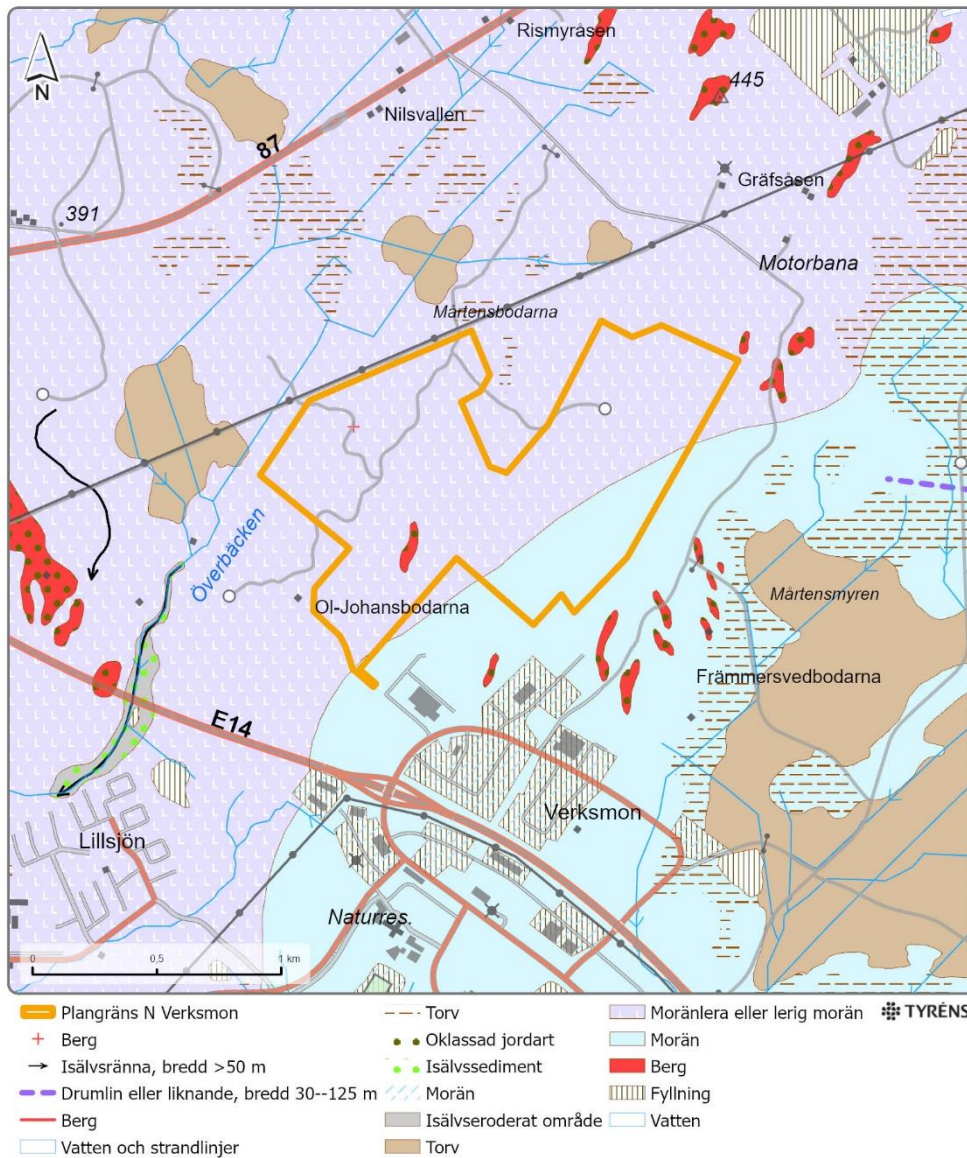 Rismyråsen
N
445
Nilsvallen
87
Gräfsåsen
391
Motorbana
Mårtensbodarna
Överbäcken
Mårtensmyren
Ol-Johansbodarna
Främmersvedbodarna
E14
Verksmon
Lillsjön
Naturres.
0 0,5 1 km
Plangräns N Verksmon
Berg
Isälvsränna, bredd >50 m
Drumlin eller liknande, bredd 30--125 m
Berg
Vatten och strandlinjer
Torv
Oklassad jordart
Isälvssediment
Morän
Isälvseroderat område
Torv
Moränlera eller lerig morän
Morän
Berg
Fyllning
Vatten
TYRÉNS